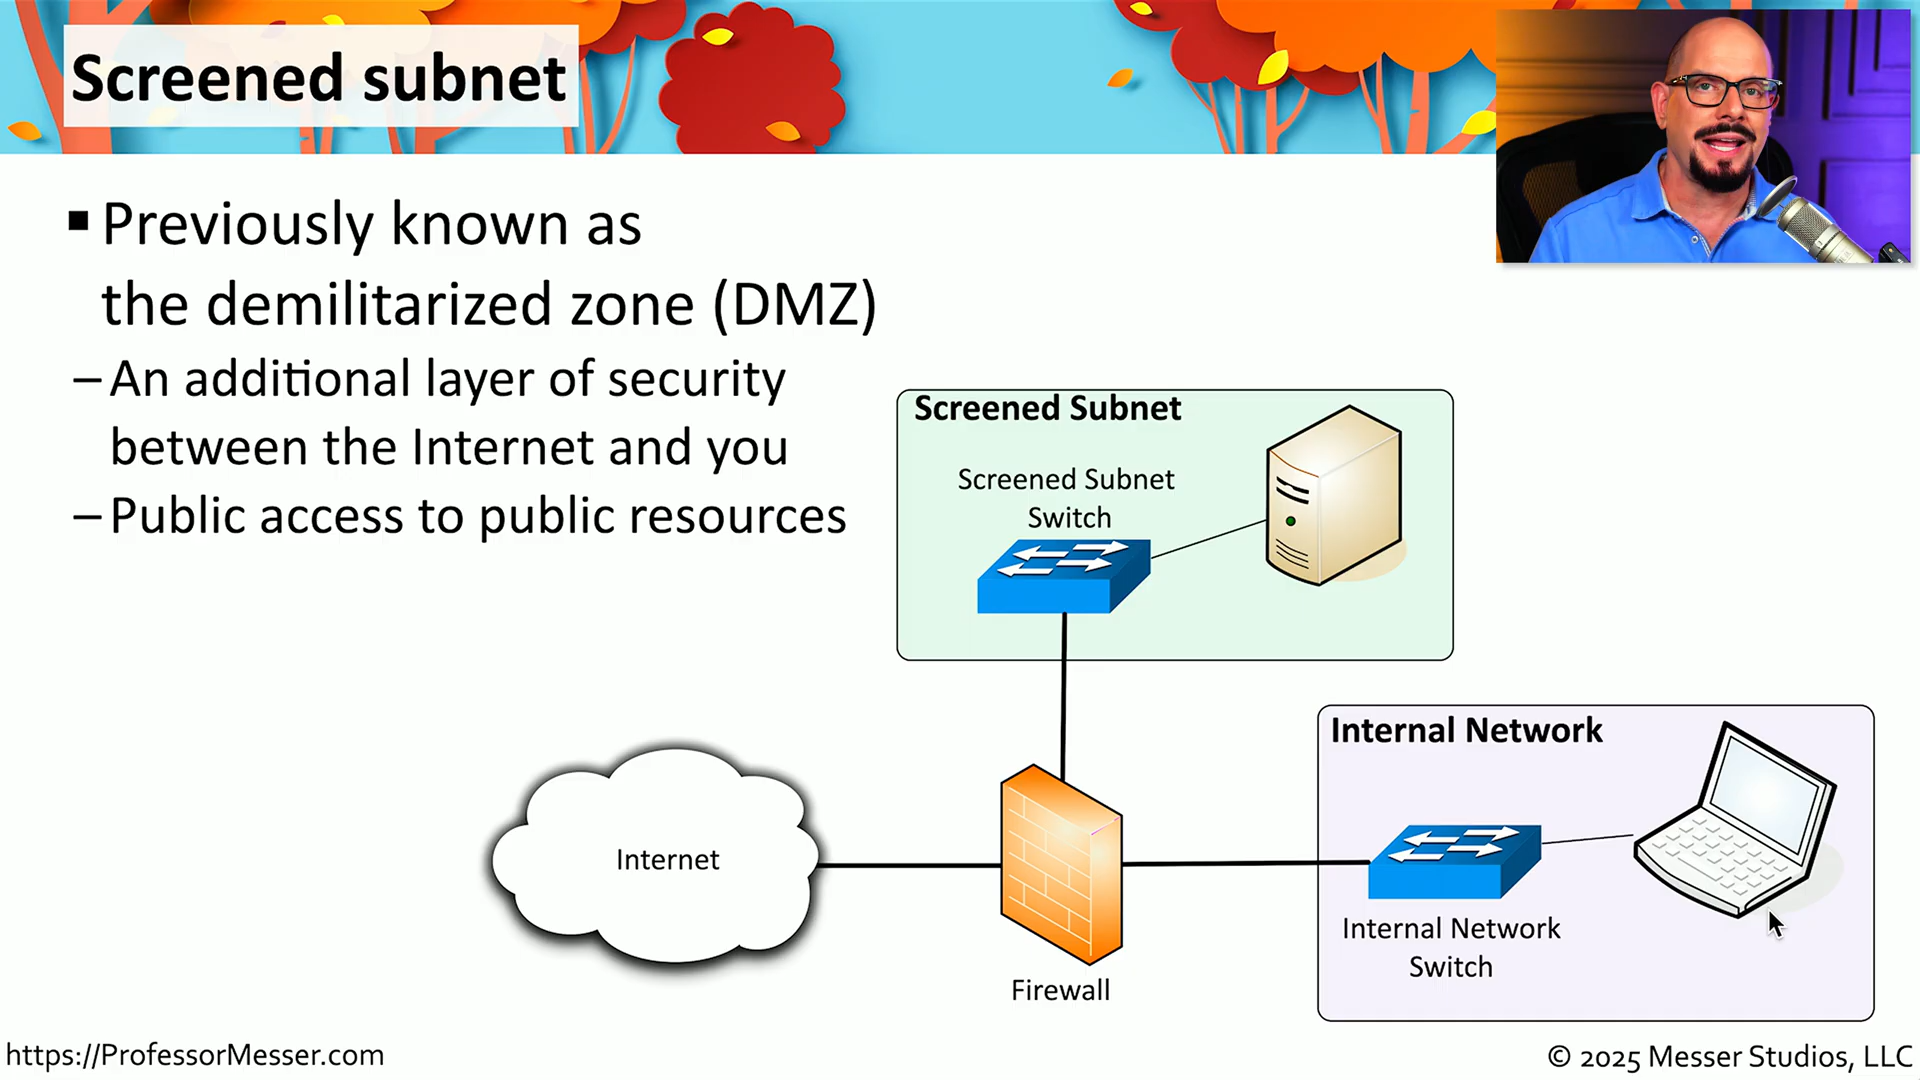 Screened subnet
▪ Previously known as
the demilitarized zone (DMZ)
– An additional layer of security
between the Internet and you
– Public access to public resources
Screened Subnet
Screened Subnet
Switch
Internal Network
Internet
Internal Network
Switch
Firewall
https://ProfessorMesser.com
© 2025 Messer Studios, LLC